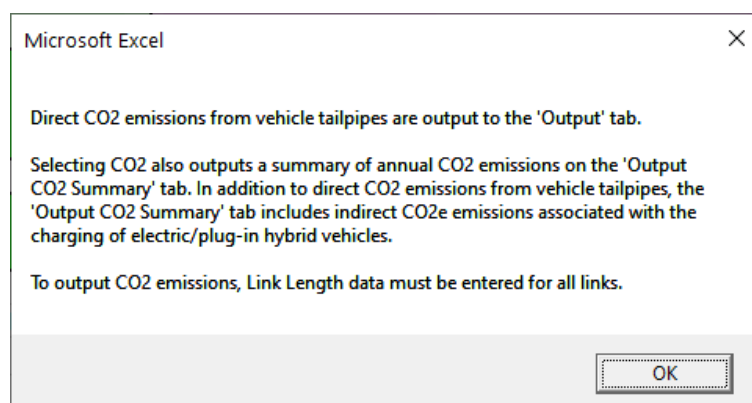 Microsoft Excel
Direct CO2 emissions from vehicle tailpipes are output to the 'Output' tab.
Selecting CO2 also outputs a summary of annual CO2 emissions on the 'Output
CO2 Summary' tab. In addition to direct CO2 emissions from vehicle tailpipes, the
'Output CO2 Summary' tab includes indirect CO2e emissions associated with the
charging of electric/plug-in hybrid vehicles.
To output CO2 emissions, Link Length data must be entered for all links.
OK